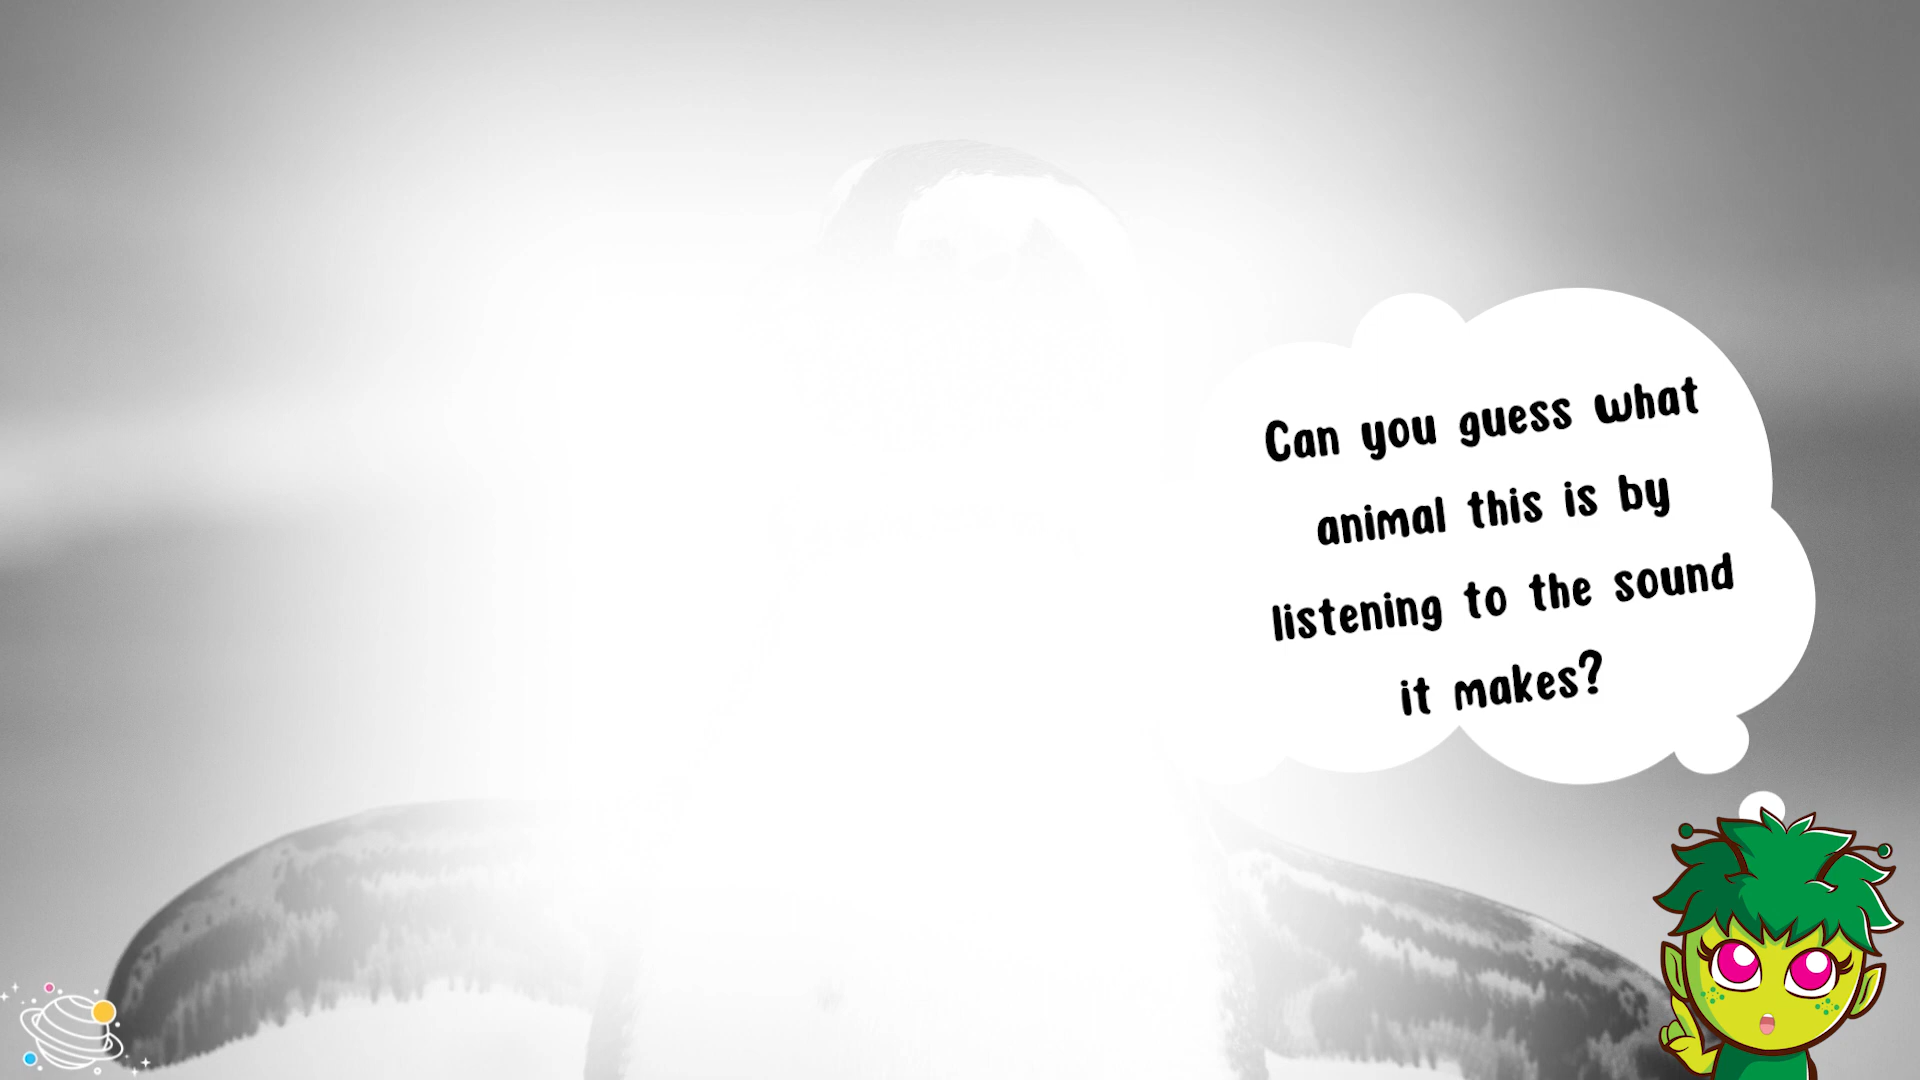 Can you guess what
animal this is by
listening to the sound
it makes?